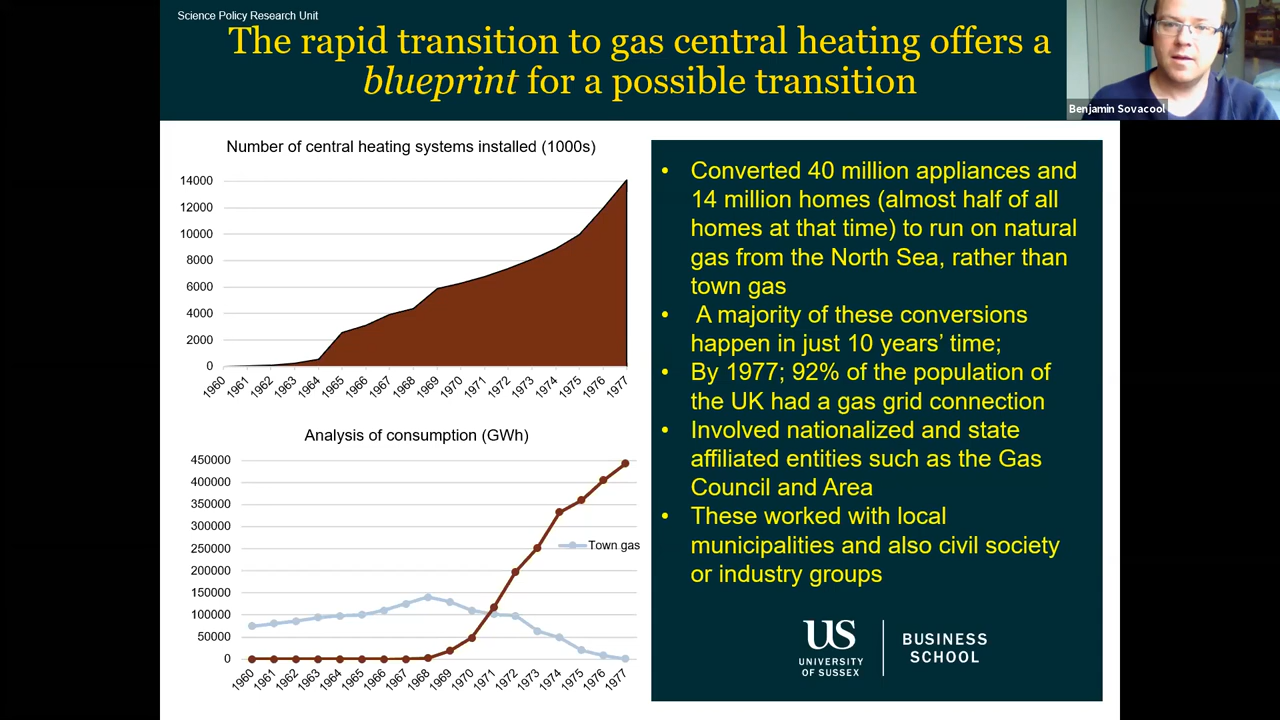 Science Policy Research Unit
The rapid transition to gas central heating offers a
blueprint for a possible transition
Benjamin Sovacool
Number of central heating systems installed (1000s)
14000
12000
10000
8000
6000
4000
2000
0
1960 1961 1962 1963 1964 1965 1966 1967 1968 1969 1970 1971 1972 1973 1974 1975 1976 1977
Analysis of consumption (GWh)
450000
400000
350000
300000
250000
200000
150000
100000
50000
0
Town gas
1960 1961 1962 1963 1964 1965 1966 1967 1968 1969 1970 1971 1972 1973 1974 1975 1976 1977
• Converted 40 million appliances and
14 million homes (almost half of all
homes at that time) to run on natural
gas from the North Sea, rather than
town gas
• A majority of these conversions
happen in just 10 years’ time;
• By 1977; 92% of the population of
the UK had a gas grid connection
• Involved nationalized and state
affiliated entities such as the Gas
Council and Area
• These worked with local
municipalities and also civil society
or industry groups
US
UNIVERSITY
OF SUSSEX
BUSINESS
SCHOOL